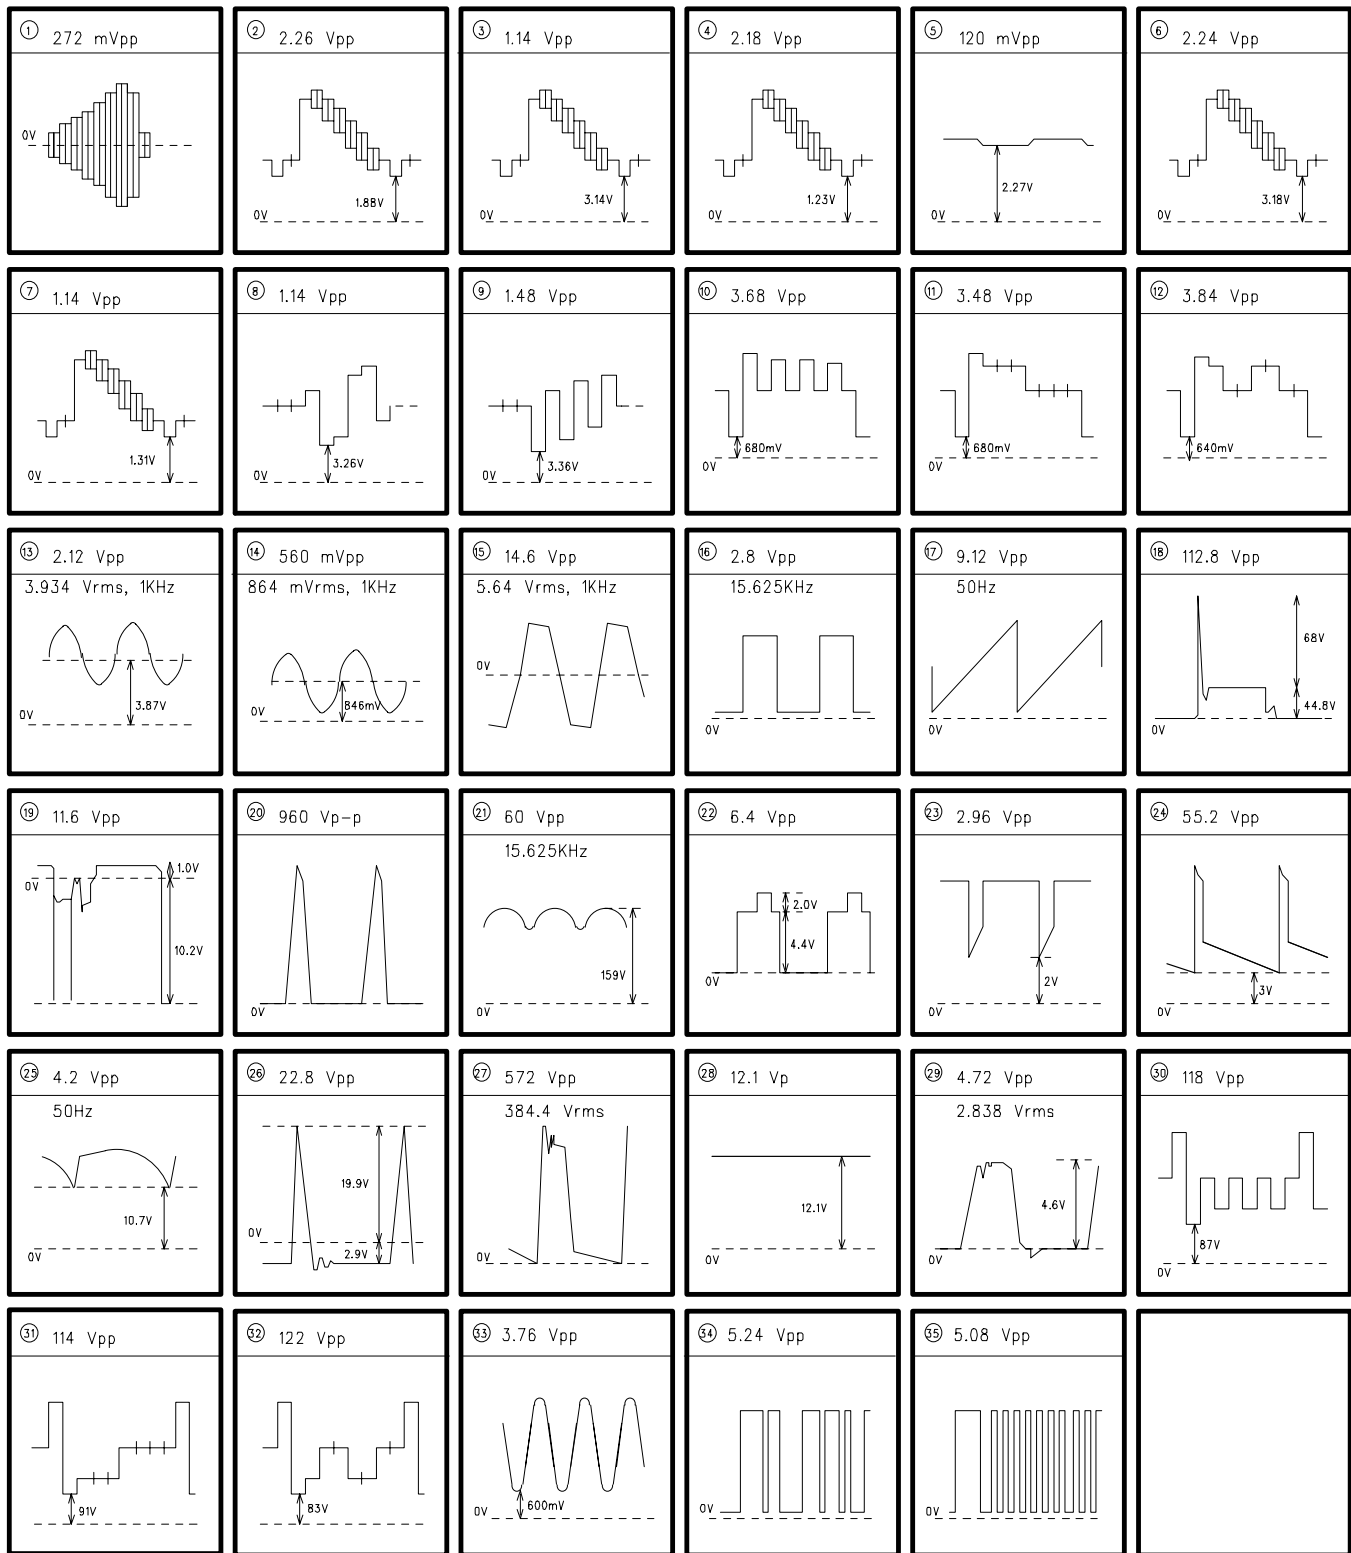 1 272 mVpp
0V
2 2.26 Vpp
1.88V
0V
3 1.14 Vpp
3.14V
0V
4 2.18 Vpp
1.23V
0V
5 120 mVpp
2.27V
0V
6 2.24 Vpp
3.18V
0V
7 1.14 Vpp
1.31V
0V
8 1.14 Vpp
3.26V
0V
9 1.48 Vpp
3.36V
0V
10 3.68 Vpp
680mV
0V
11 3.48 Vpp
680mV
0V
12 3.84 Vpp
640mV
0V
13 2.12 Vpp
3.934 Vrms, 1KHz
3.87V
0V
14 560 mVpp
864 mVrms, 1KHz
846mV
0V
15 14.6 Vpp
5.64 Vrms, 1KHz
0V
16 2.8 Vpp
15.625KHz
0V
17 9.12 Vpp
50Hz
0V
18 112.8 Vpp
68V
44.8V
0V
19 11.6 Vpp
1.0V
0V
10.2V
20 960 Vp-p
0V
21 60 Vpp
15.625KHz
159V
0V
22 6.4 Vpp
2.0V
4.4V
0V
23 2.96 Vpp
2V
0V
24 55.2 Vpp
3V
0V
25 4.2 Vpp
50Hz
10.7V
0V
26 22.8 Vpp
19.9V
0V
2.9V
27 572 Vpp
384.4 Vrms
0V
28 12.1 Vp
12.1V
0V
29 4.72 Vpp
2.838 Vrms
4.6V
0V
30 118 Vpp
87V
0V
31 114 Vpp
91V
0V
32 122 Vpp
83V
0V
33 3.76 Vpp
600mV
0V
34 5.24 Vpp
0V
35 5.08 Vpp
0V